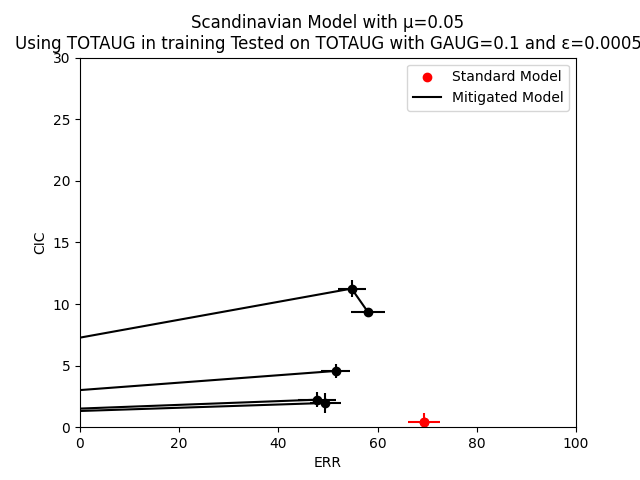 Scandinavian Model with μ=0.05
Using TOTAUG in training Tested on TOTAUG with GAUG=0.1 and ε=0.0005
30
25
20
15
10
5
0
CIC
Standard Model
Mitigated Model
0 20 40 60 80 100
ERR